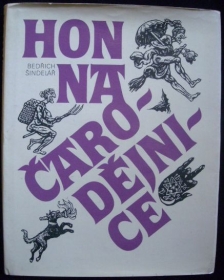 HON
BEDŘICH
ŠINDELÁŘ
NA
ČARO-
DĚJNI-
CE